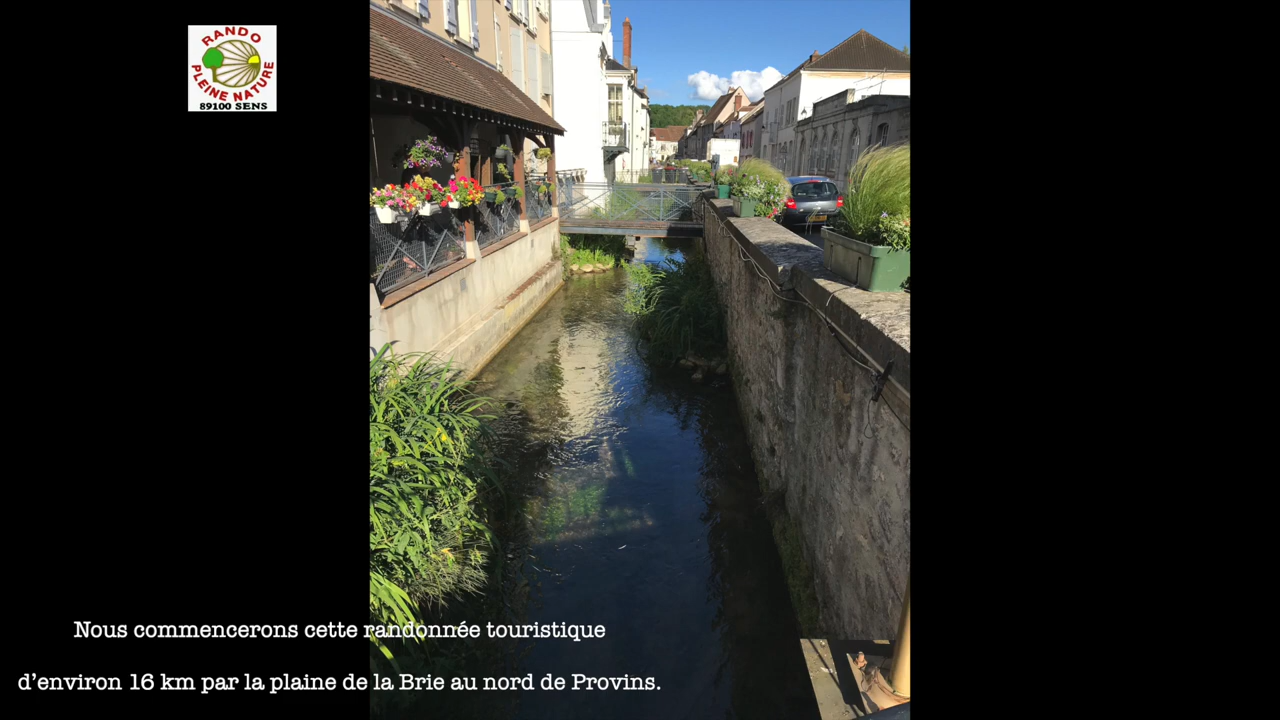 RANDO
PLEINE NATURE
89100 SENS
Nous commencerons cette randonnée touristique
d'environ 16 km par la plaine de la Brie au nord de Provins.